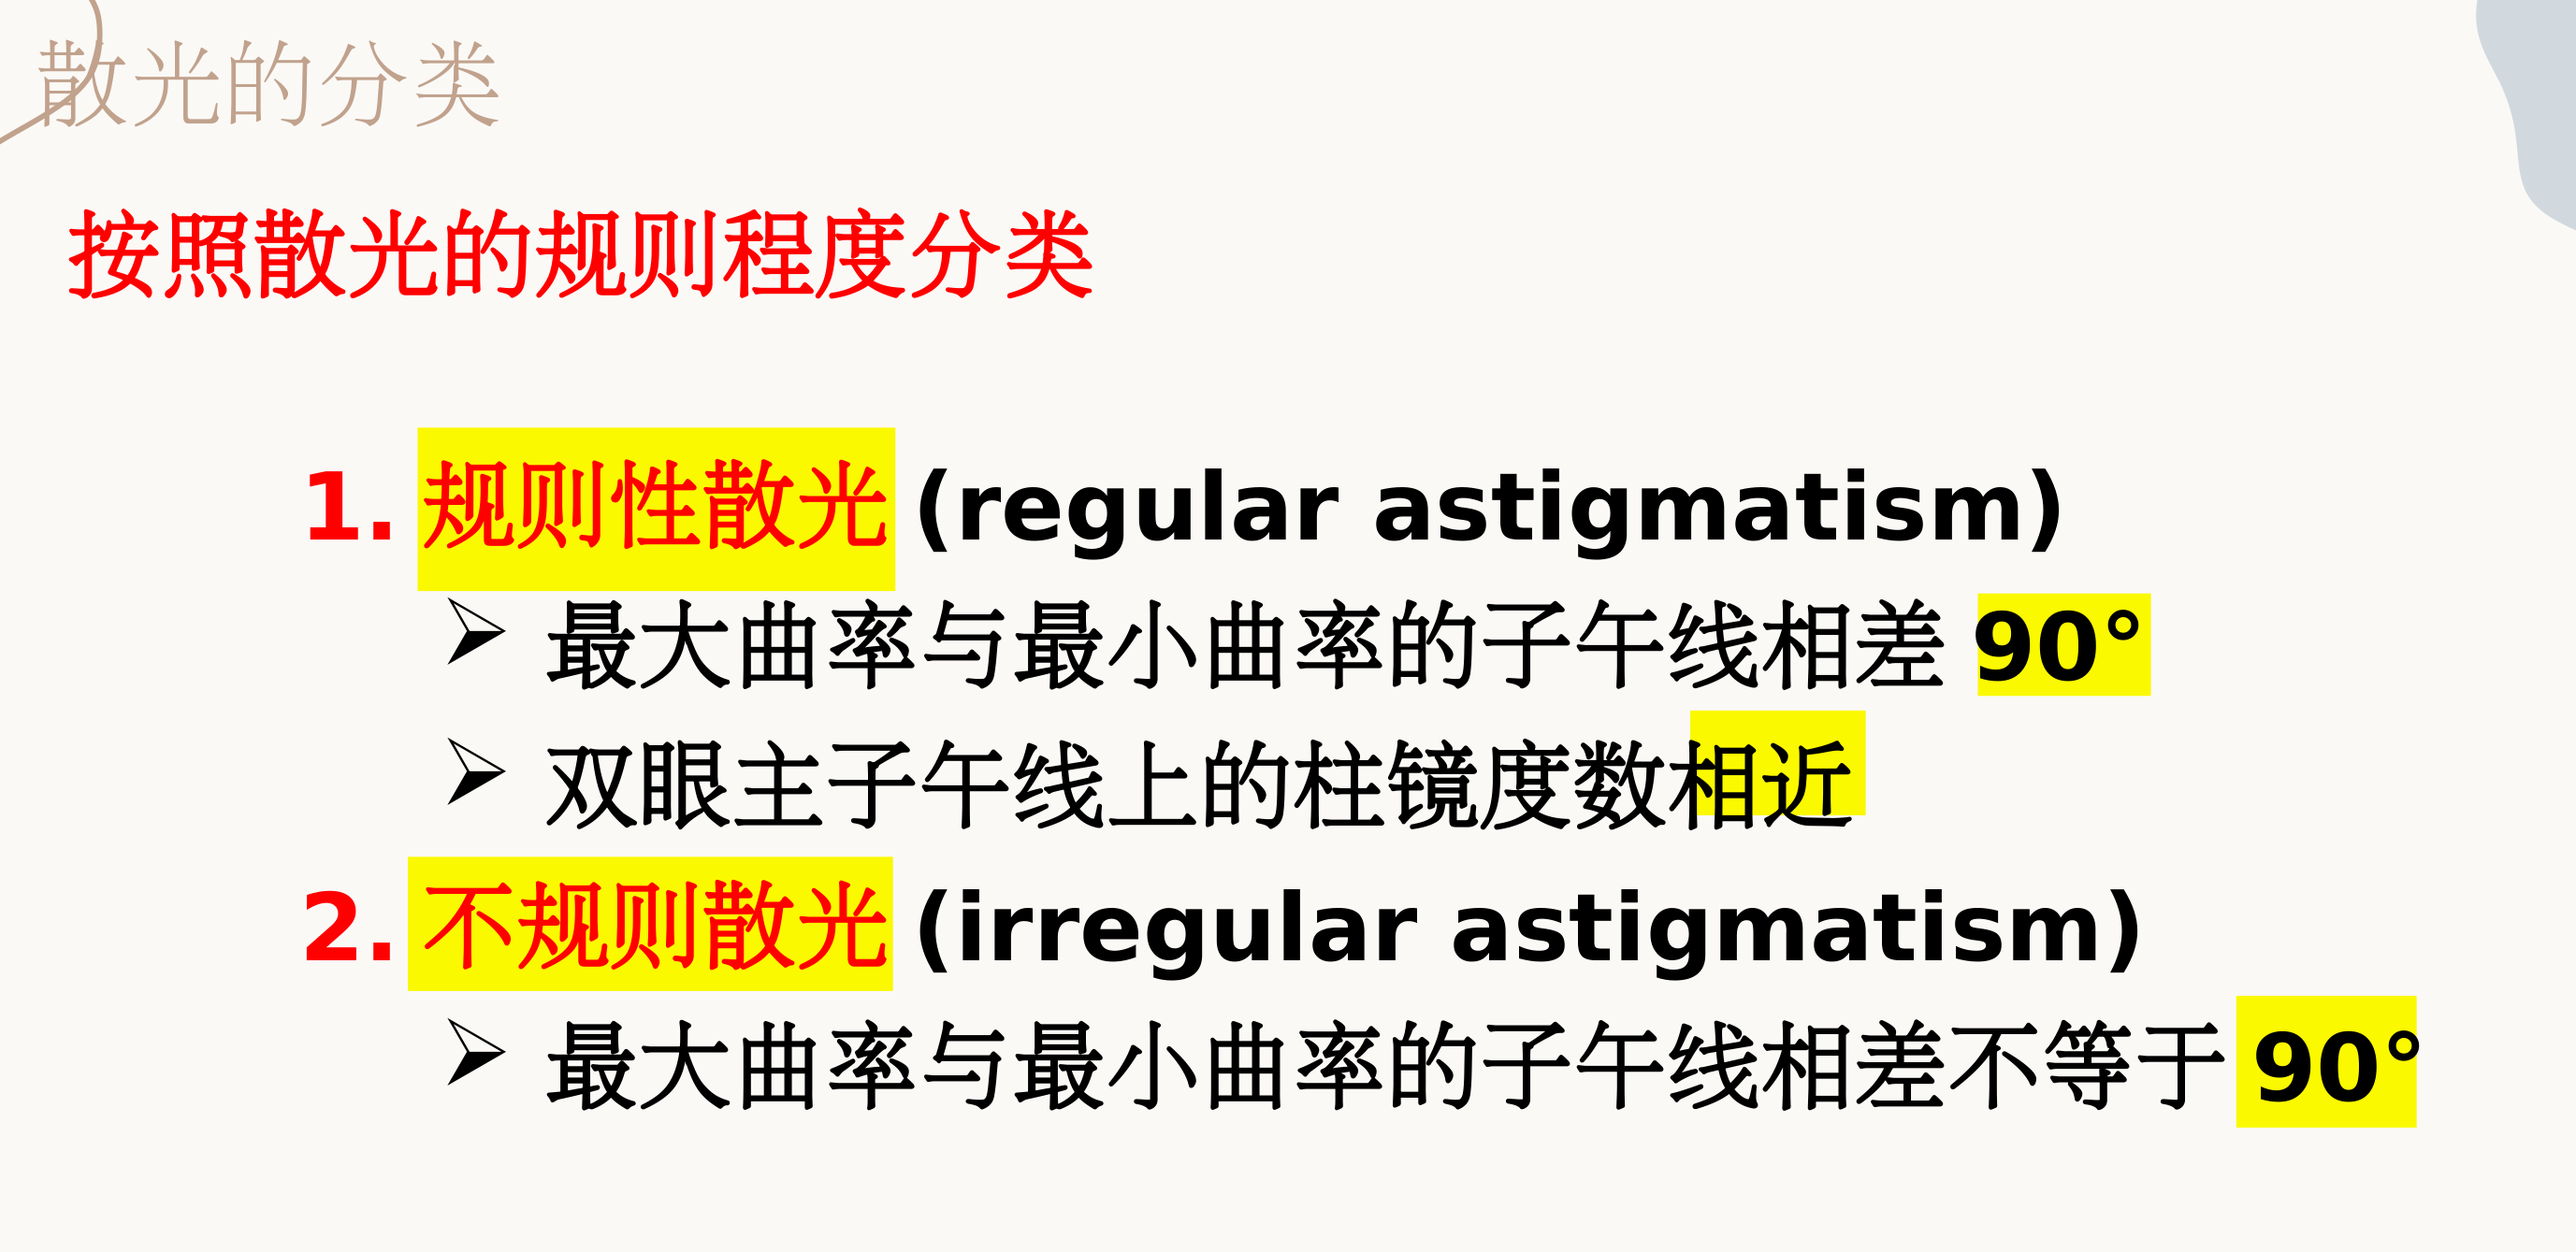 散光的分类
按照散光的规则程度分类
1. 规则性散光 (regular astigmatism)
➢ 最大曲率与最小曲率的子午线相差 90°
➢ 双眼主子午线上的柱镜度数相近
2. 不规则散光 (irregular astigmatism)
➢ 最大曲率与最小曲率的子午线相差不等于 90°